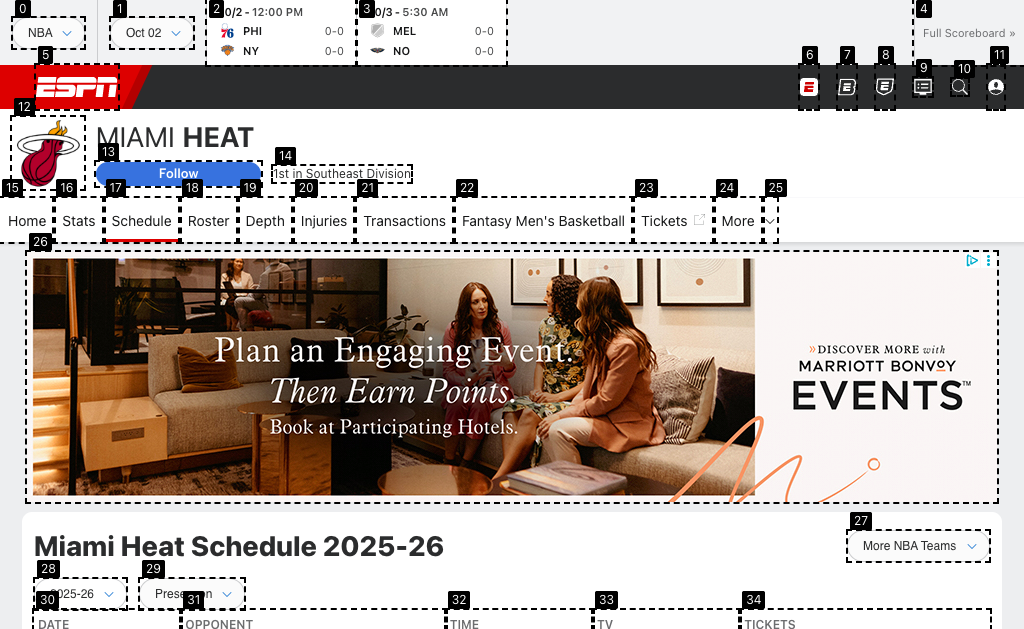 0
1
2
3
4
NBA
Oct 02
0/2 - 12:00 PM
PHI 0-0
NY 0-0
0/3 - 5:30 AM
MEL 0-0
NO 0-0
Full Scoreboard »
5
6
7
8
9
10
11
ESPN
12
MIAMI HEAT
13
14
Follow
1st in Southeast Division
15
16
17
18
19
20
21
22
23
24
25
Home
Stats
Schedule
Roster
Depth
Injuries
Transactions
Fantasy Men's Basketball
Tickets
More
26
Plan an Engaging Event.
Then Earn Points.
Book at Participating Hotels.
»DISCOVER MORE with
MARRIOTT BONVOY
EVENTS™
27
Miami Heat Schedule 2025-26
More NBA Teams
28
29
2025-26
30
31
32
33
34
DATE
OPPONENT
TIME
TV
TICKETS